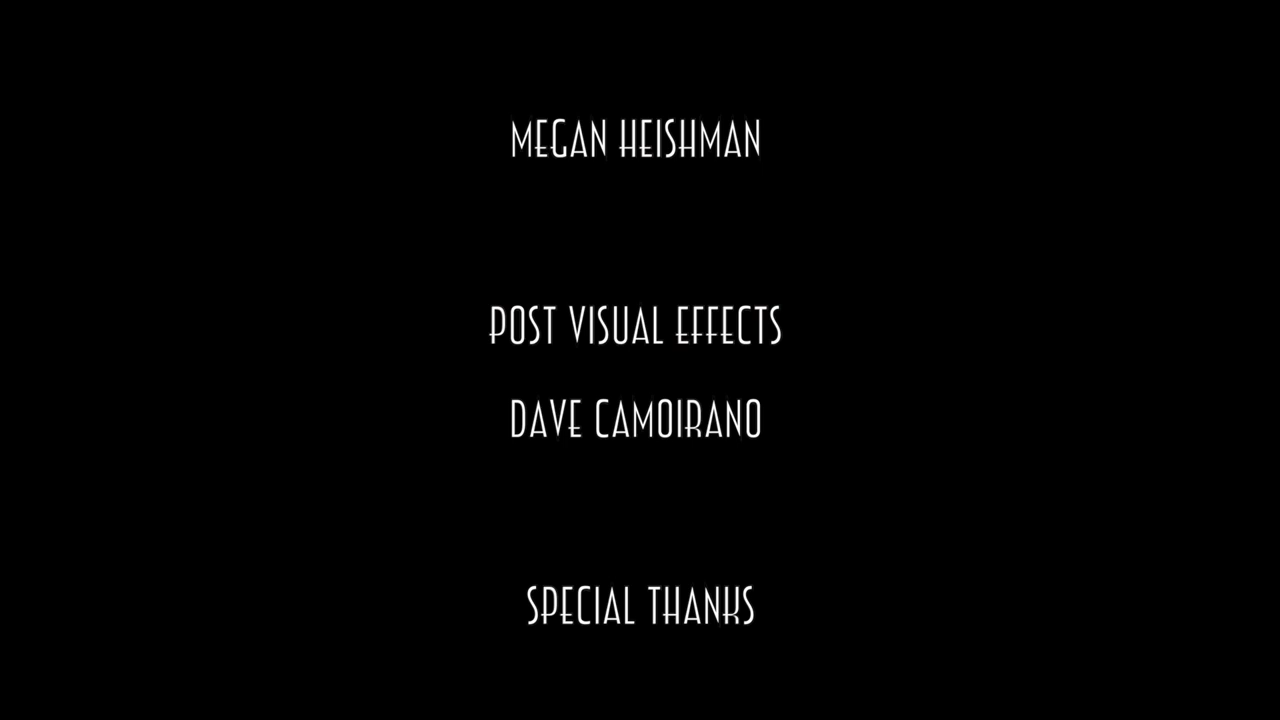 MEGAN HEISHMAN
POST VISUAL EFFECTS
DAVE CAMOIRANO
SPECIAL THANKS